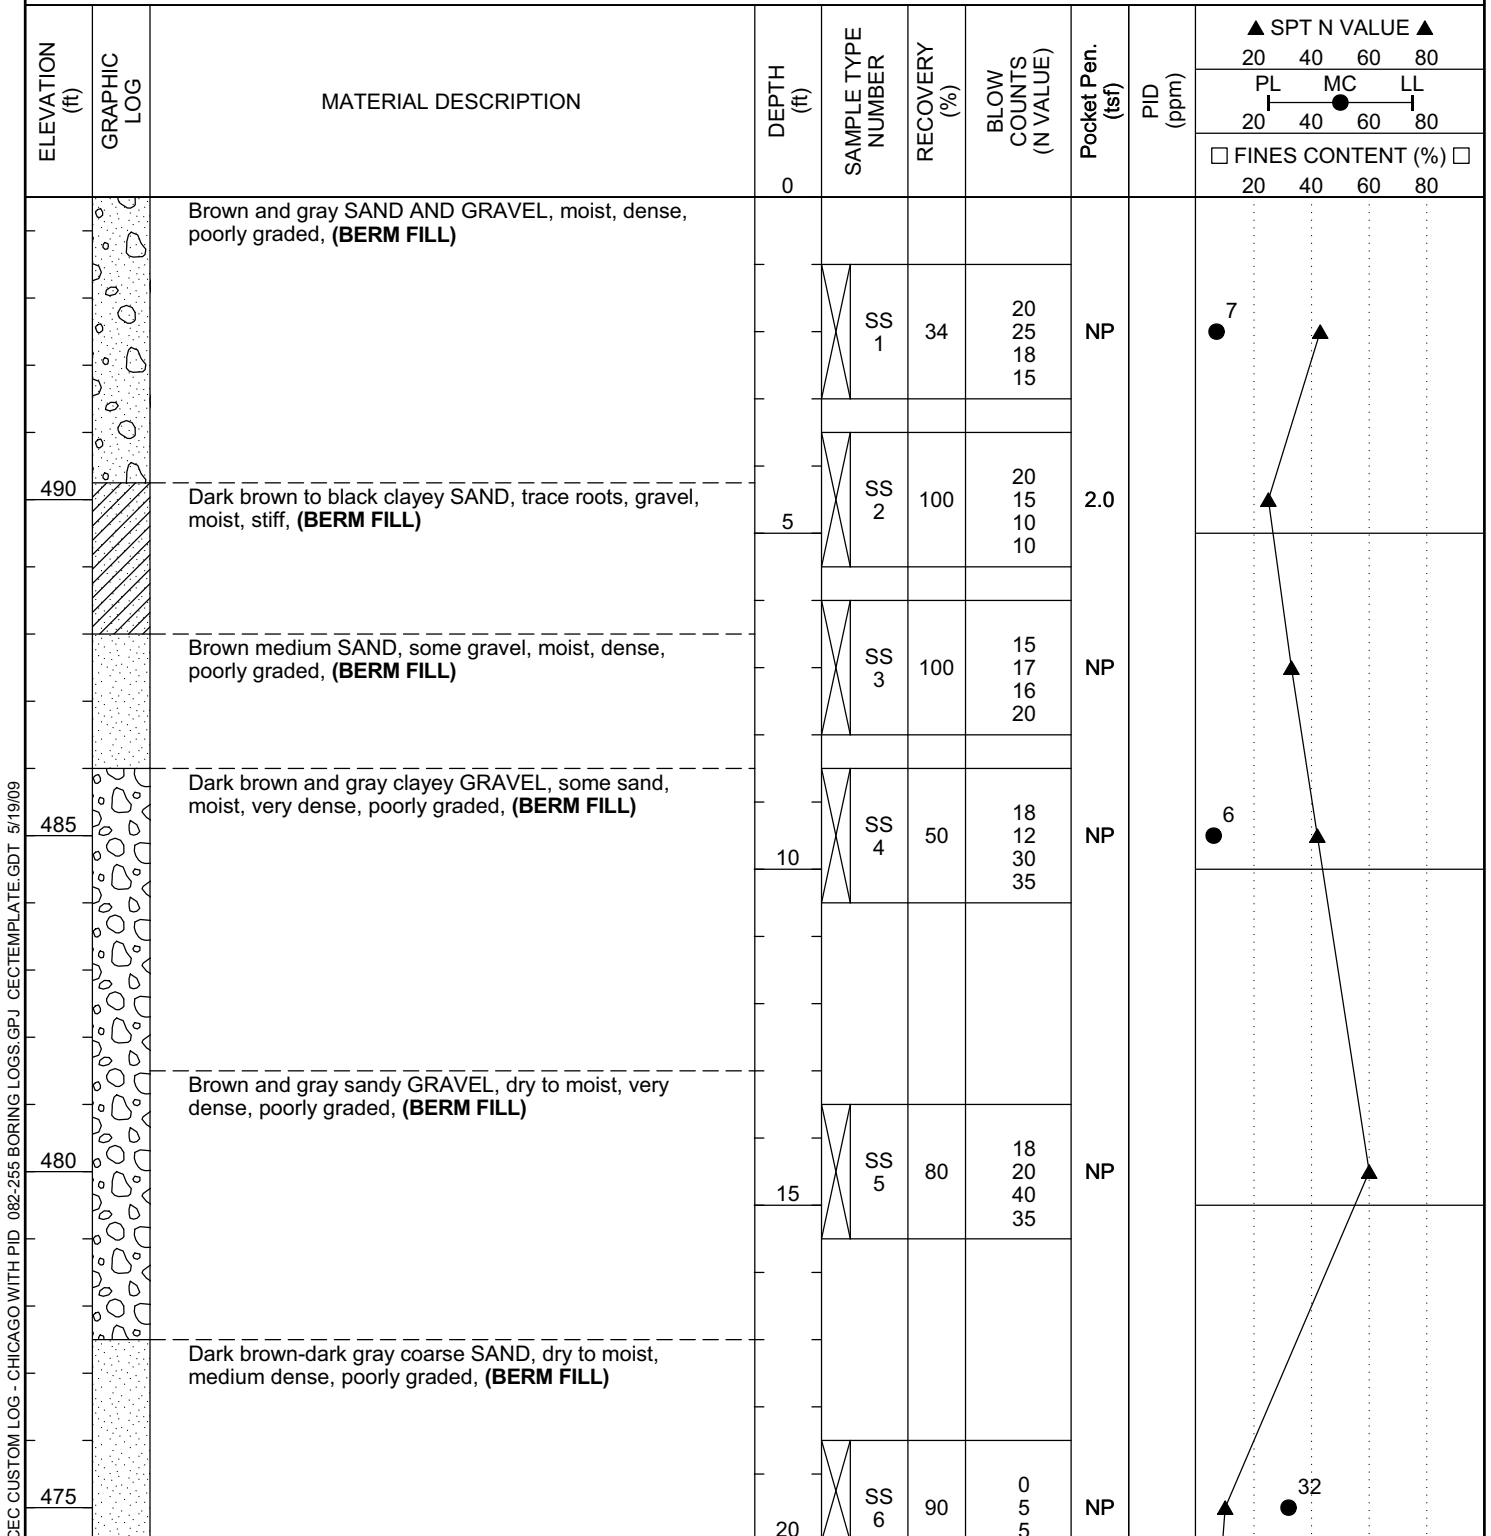 ELEVATION
(ft)
GRAPHIC
LOG
MATERIAL DESCRIPTION
DEPTH
(ft)
SAMPLE TYPE
NUMBER
RECOVERY
(%)
BLOW
COUNTS
(N VALUE)
Pocket Pen.
(tsf)
PID
(ppm)
▲ SPT N VALUE ▲
20 40 60 80
PL MC LL
20 40 60 80
□ FINES CONTENT (%) □
20 40 60 80
0
Brown and gray SAND AND GRAVEL, moist, dense,
poorly graded, (BERM FILL)
SS
1
34
20
25
18
15
NP
7
490
Dark brown to black clayey SAND, trace roots, gravel,
moist, stiff, (BERM FILL)
5
SS
2
100
20
15
10
10
2.0
Brown medium SAND, some gravel, moist, dense,
poorly graded, (BERM FILL)
SS
3
100
15
17
16
20
NP
485
Dark brown and gray clayey GRAVEL, some sand,
moist, very dense, poorly graded, (BERM FILL)
10
SS
4
50
18
12
30
35
NP
6
480
Brown and gray sandy GRAVEL, dry to moist, very
dense, poorly graded, (BERM FILL)
15
SS
5
80
18
20
40
35
NP
Dark brown-dark gray coarse SAND, dry to moist,
medium dense, poorly graded, (BERM FILL)
475
20
SS
6
90
0
5
5
NP
32
CEC CUSTOM LOG - CHICAGO WITH PID 082-255 BORING LOGS.GPJ CECTEMPLATE.GDT 5/19/09